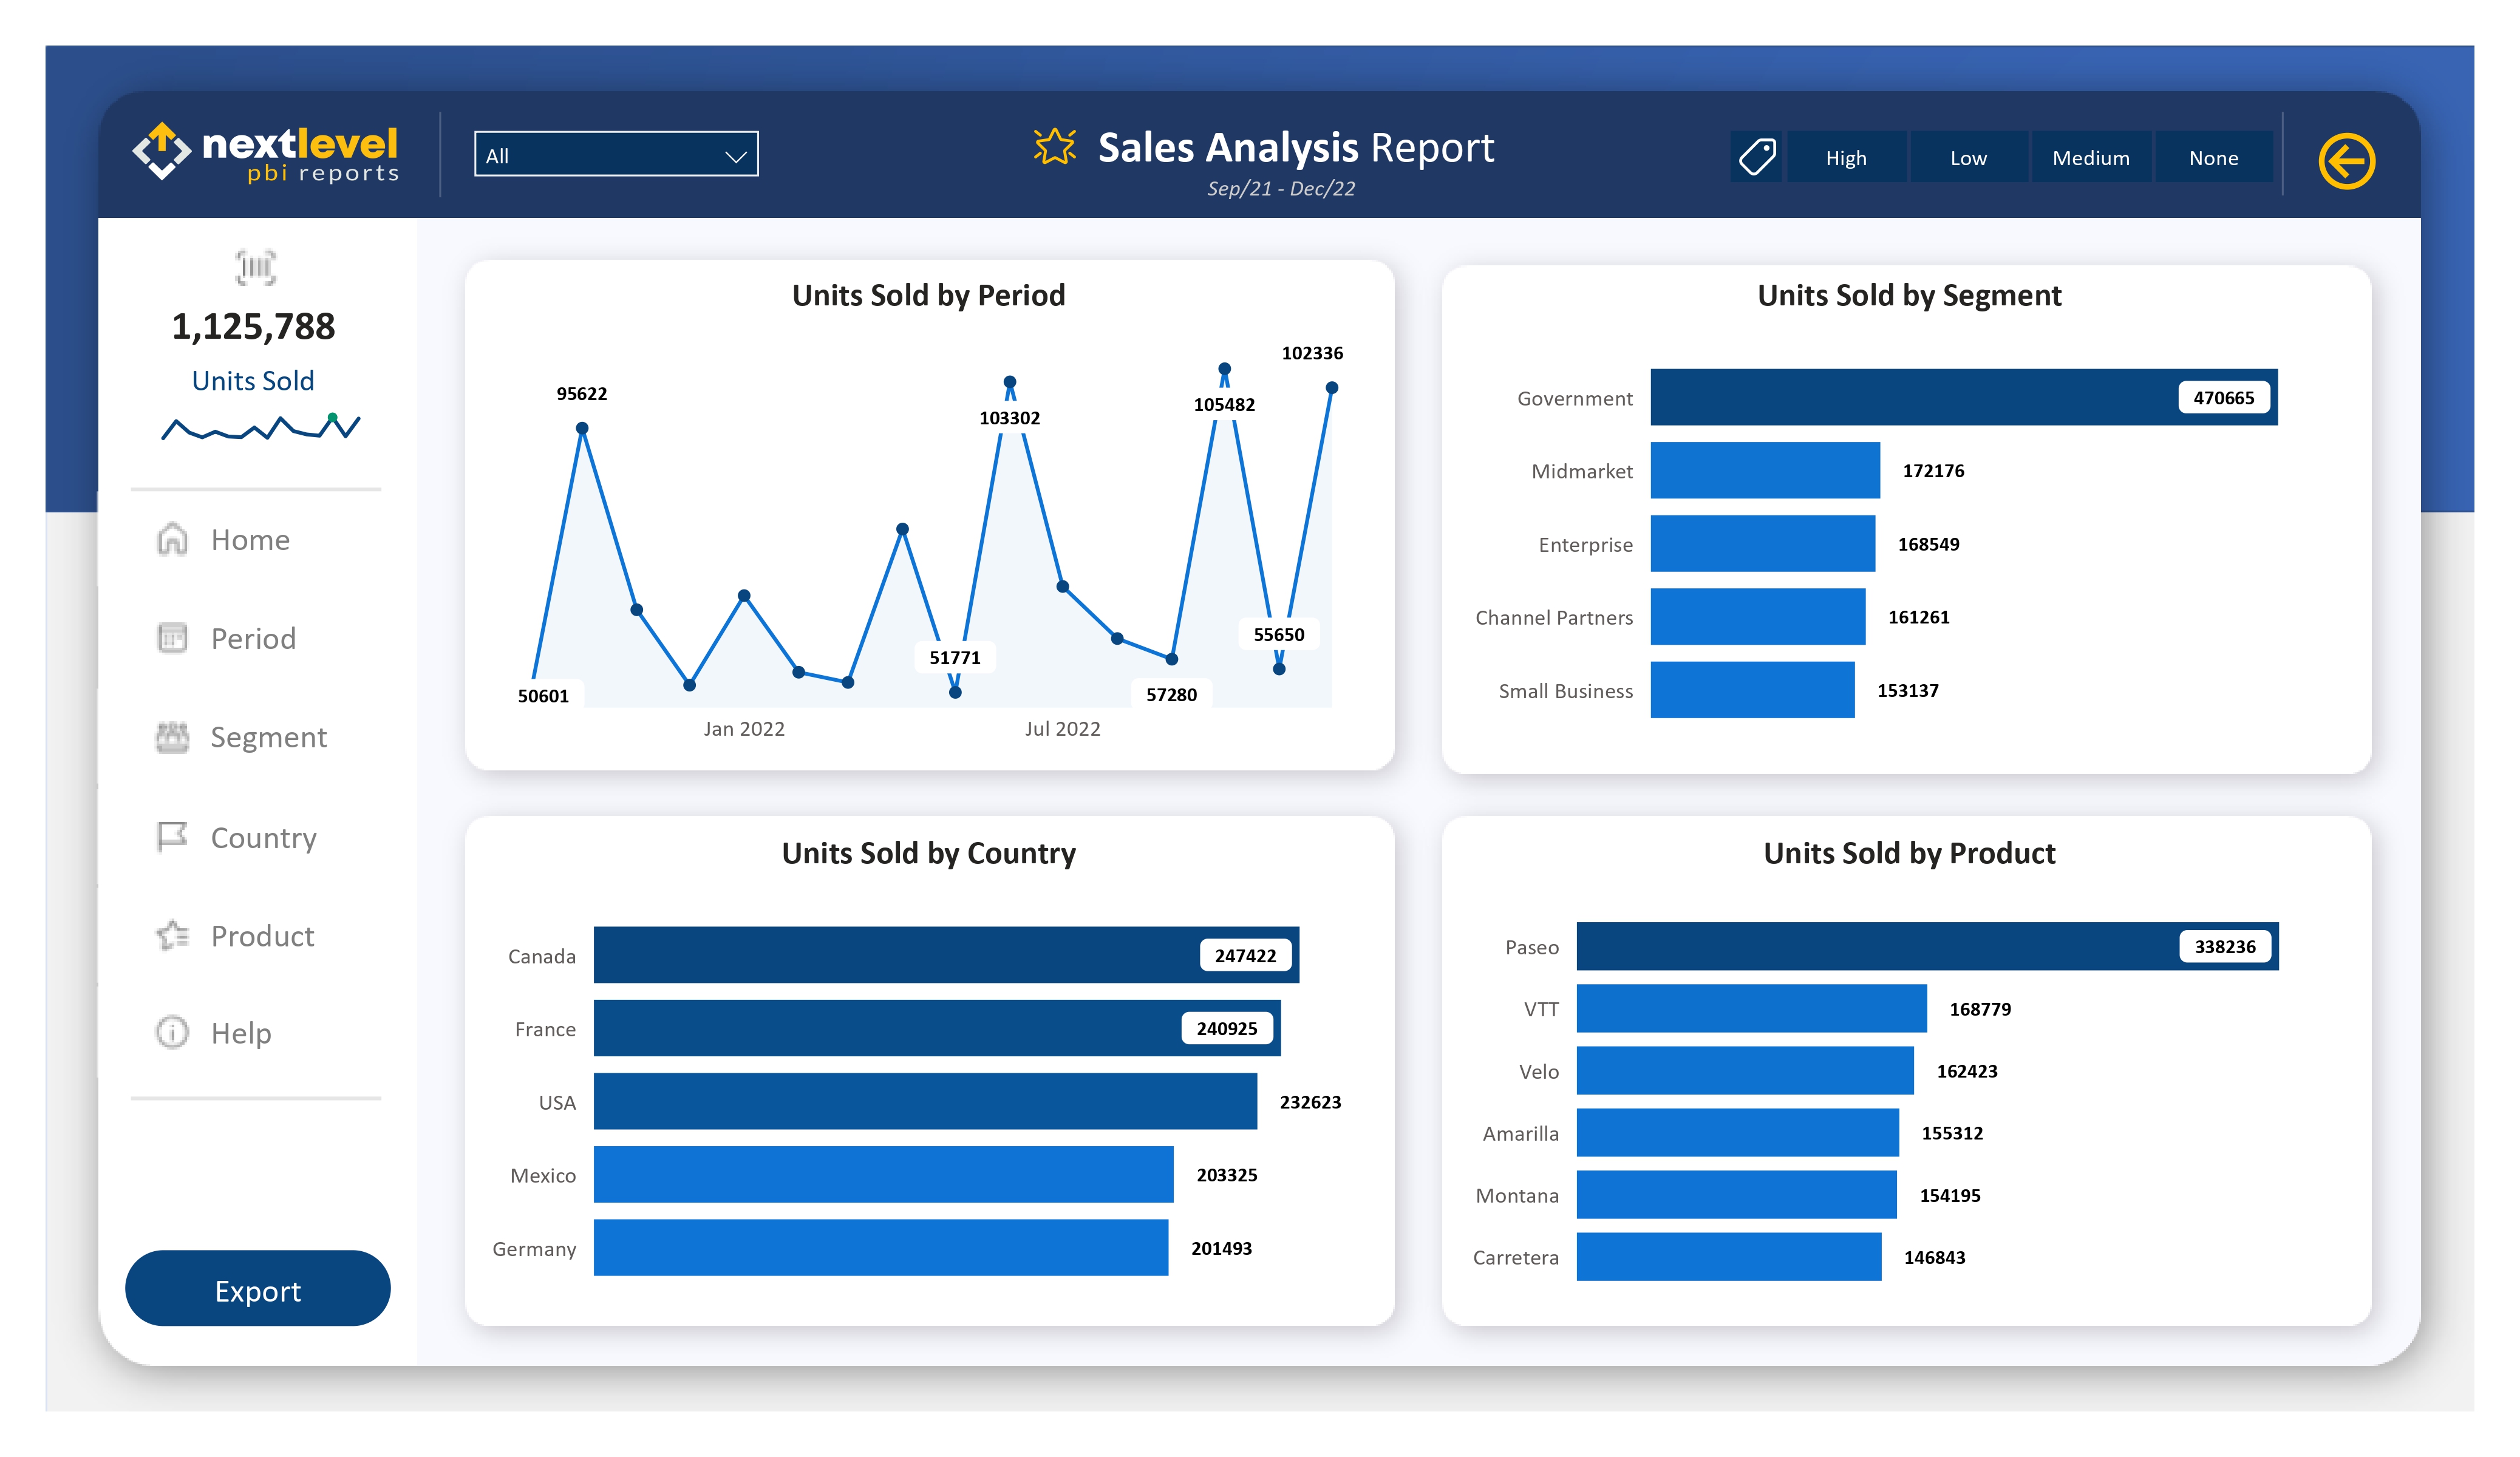 nextlevel
pbi reports
All
Sales Analysis Report
Sep/21 - Dec/22
High
Low
Medium
None
1,125,788
Units Sold
Home
Period
Segment
Country
Product
Help
Export
Units Sold by Period
95622
103302
105482
102336
50601
51771
57280
55650
Jan 2022
Jul 2022
Units Sold by Segment
Government
470665
Midmarket
172176
Enterprise
168549
Channel Partners
161261
Small Business
153137
Units Sold by Country
Canada
247422
France
240925
USA
232623
Mexico
203325
Germany
201493
Units Sold by Product
Paseo
338236
VTT
168779
Velo
162423
Amarilla
155312
Montana
154195
Carretera
146843